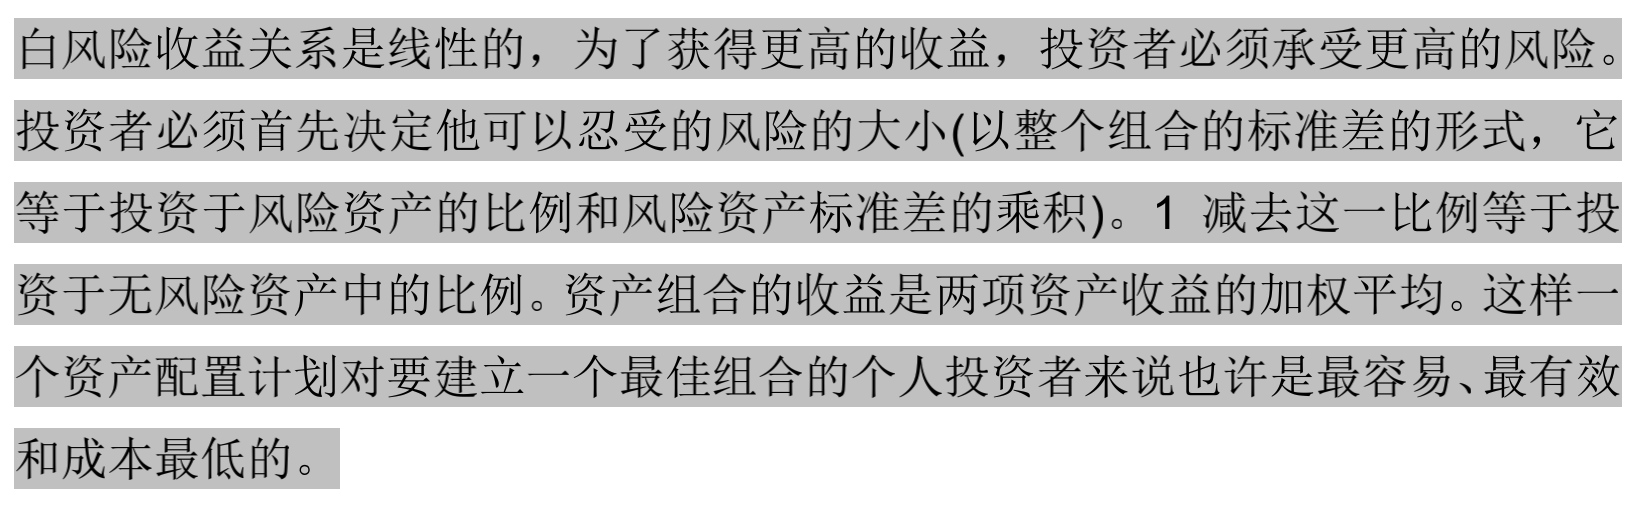 白风险收益关系是线性的，为了获得更高的收益，投资者必须承受更高的风险。
投资者必须首先决定他可以忍受的风险的大小(以整个组合的标准差的形式，它
等于投资于风险资产的比例和风险资产标准差的乘积)。1 减去这一比例等于投
资于无风险资产中的比例。资产组合的收益是两项资产收益的加权平均。这样一
个资产配置计划对要建立一个最佳组合的个人投资者来说也许是最容易、最有效
和成本最低的。